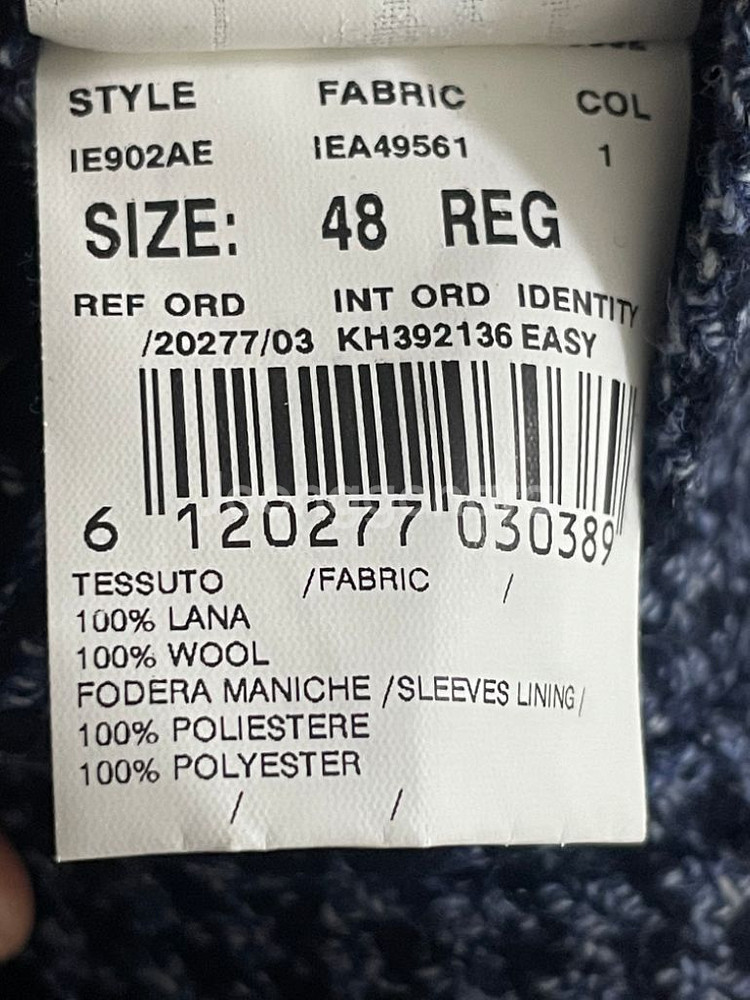 STYLE FABRIC COL
IE902AE IEA49561 1
SIZE: 48 REG
REF ORD INT ORD IDENTITY
/20277/03 KH392136 EASY
6 120277 030389
TESSUTO /FABRIC /
100% LANA
100% WOOL
FODERA MANICHE /SLEEVES LINING/
100% POLIESTERE
100% POLYESTER
/ /